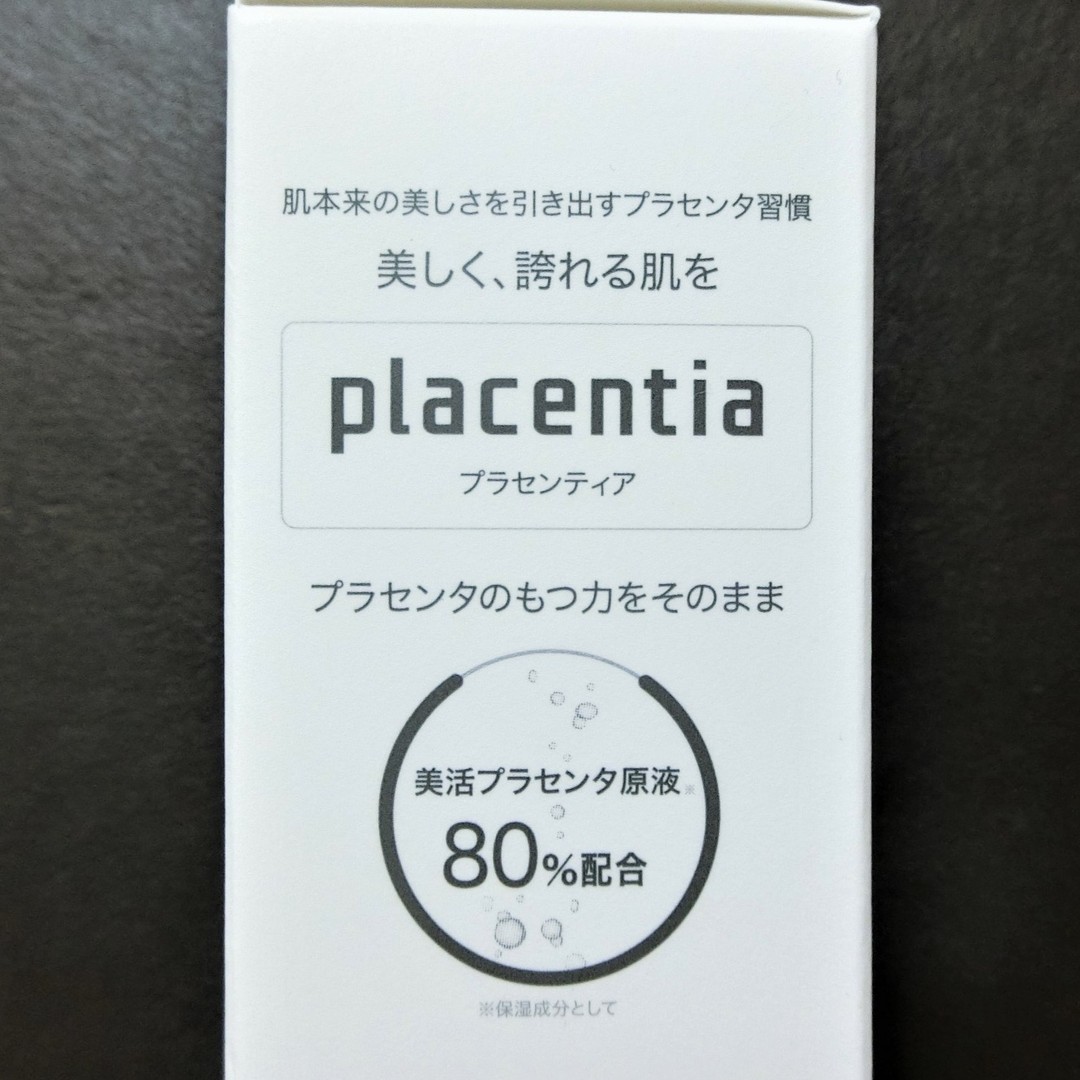 肌本来の美しさを引き出すプラセンタ習慣
美しく、誇れる肌を
placentia
プラセンティア
プラセンタのもつ力をそのまま
美活プラセンタ原液※
80%配合
※保湿成分として